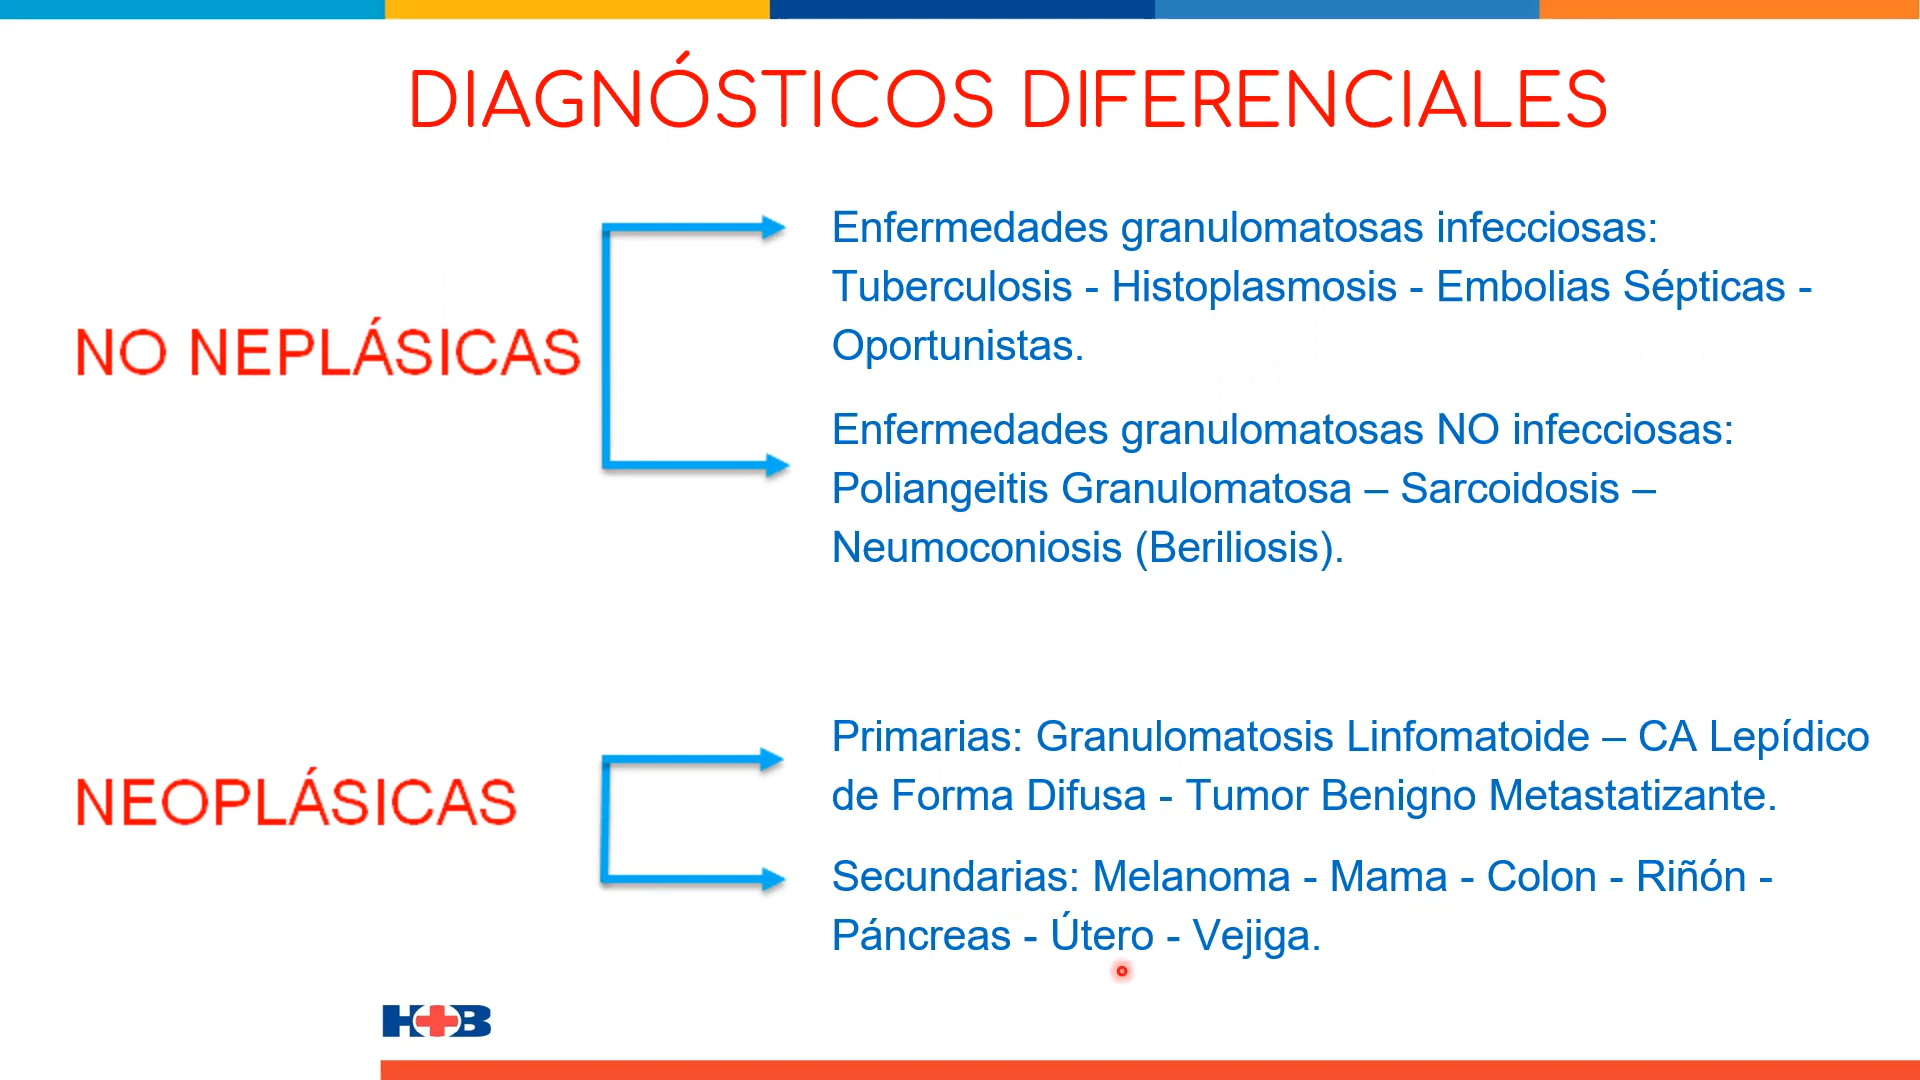 DIAGNÓSTICOS DIFERENCIALES
NO NEPLÁSICAS
Enfermedades granulomatosas infecciosas:
Tuberculosis - Histoplasmosis - Embolias Sépticas -
Oportunistas.
Enfermedades granulomatosas NO infecciosas:
Poliangeitis Granulomatosa – Sarcoidosis –
Neumoconiosis (Beriliosis).
NEOPLÁSICAS
Primarias: Granulomatosis Linfomatoide – CA Lepídico
de Forma Difusa - Tumor Benigno Metastatizante.
Secundarias: Melanoma - Mama - Colon - Riñón -
Páncreas - Útero - Vejiga.
HB